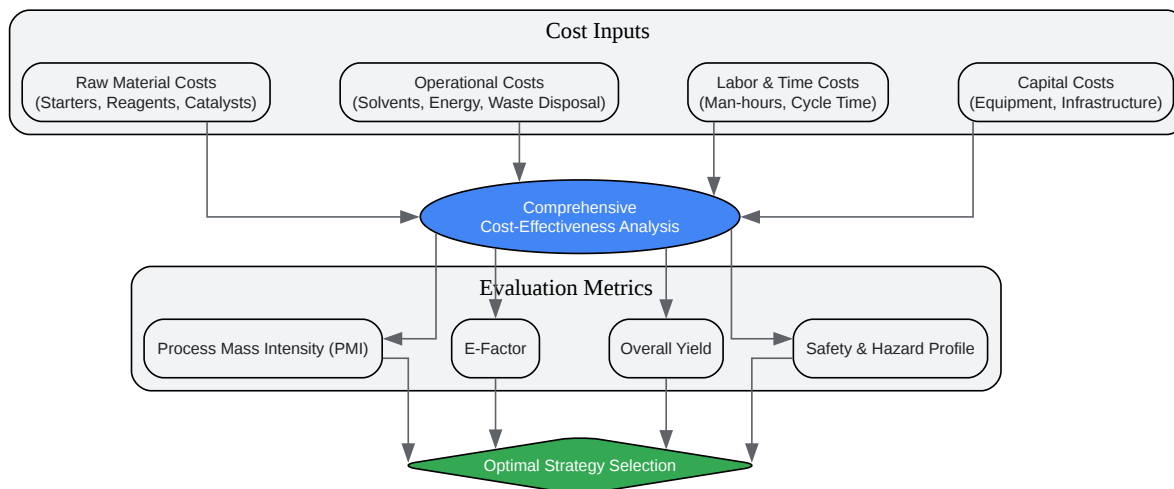 Cost Inputs
Raw Material Costs
(Starters, Reagents, Catalysts)
Operational Costs
(Solvents, Energy, Waste Disposal)
Labor & Time Costs
(Man-hours, Cycle Time)
Capital Costs
(Equipment, Infrastructure)
Comprehensive
Cost-Effectiveness Analysis
Evaluation Metrics
Process Mass Intensity (PMI)
E-Factor
Overall Yield
Safety & Hazard Profile
Optimal Strategy Selection